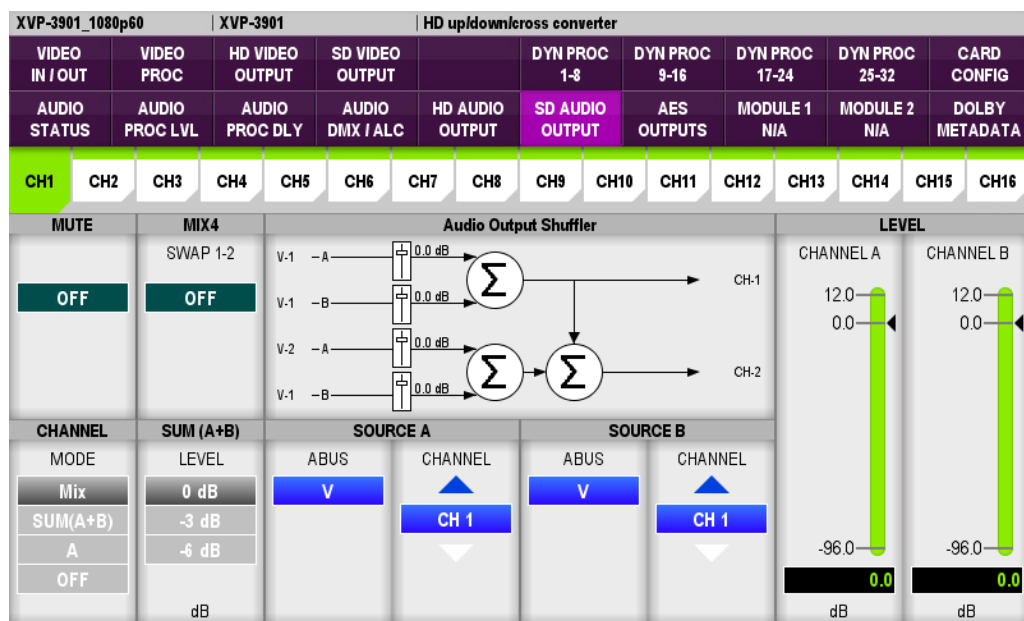 XVP-3901_1080p60 XVP-3901 HD up/down/cross converter
VIDEO VIDEO HD VIDEO SD VIDEO DYN PROC DYN PROC DYN PROC DYN PROC CARD
IN / OUT PROC OUTPUT OUTPUT 1-8 9-16 17-24 25-32 CONFIG
AUDIO AUDIO AUDIO AUDIO HD AUDIO SD AUDIO AES MODULE 1 MODULE 2 DOLBY
STATUS PROC LVL PROC DLY DMX / ALC OUTPUT OUTPUT OUTPUTS N/A N/A METADATA
CH1 CH2 CH3 CH4 CH5 CH6 CH7 CH8 CH9 CH10 CH11 CH12 CH13 CH14 CH15 CH16
MUTE MIX4 Audio Output Shuffler LEVEL
SWAP 1-2 CHANNEL A CHANNEL B
OFF OFF
V-1 A 0.0 dB Σ CH-1
V-1 B 0.0 dB
V-2 A 0.0 dB Σ Σ CH-2
V-1 B 0.0 dB
12.0 12.0
0.0 0.0
CHANNEL SUM (A+B) SOURCE A SOURCE B
MODE LEVEL ABUS CHANNEL ABUS CHANNEL
Mix 0 dB V V
SUM(A+B) -3 dB CH 1 CH 1
A -6 dB
OFF
-96.0 -96.0
0.0 0.0
dB dB dB